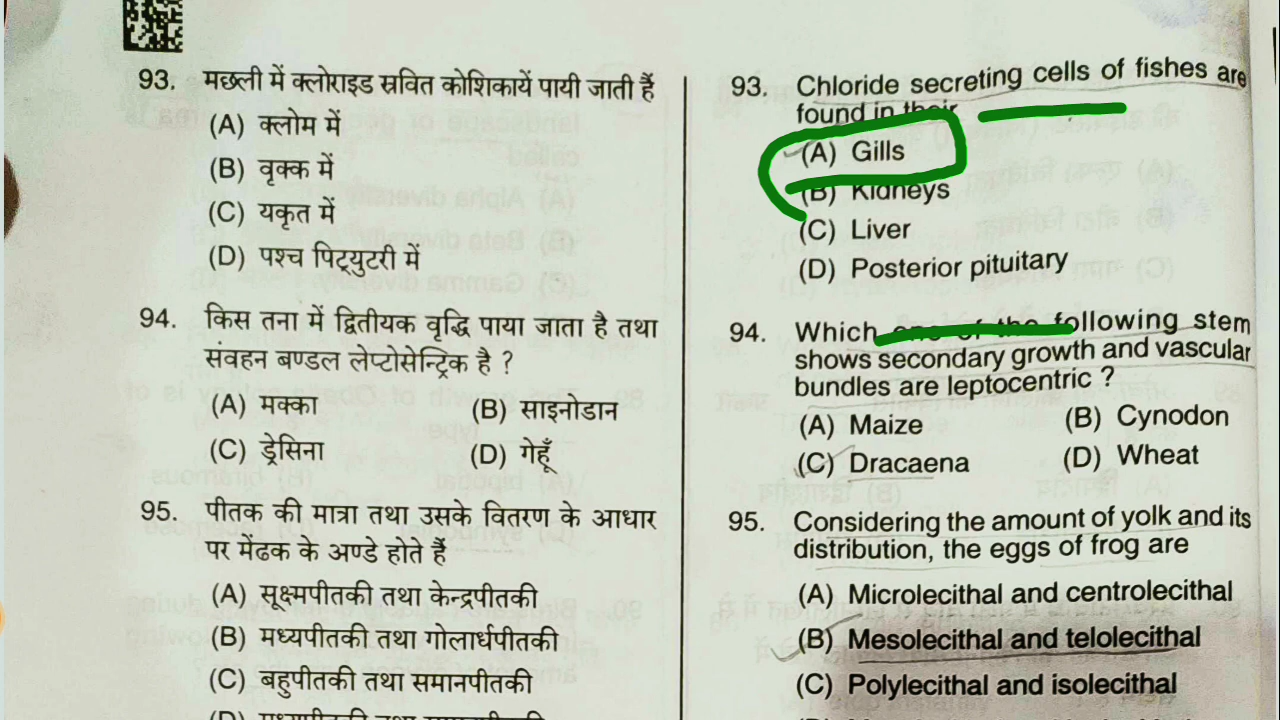 93. मछली में क्लोराइड स्रवित कोशिकायें पायी जाती हैं
(A) क्लोम में
(B) वृक्क में
(C) यकृत में
(D) पश्च पिट्युटरी में
94. किस तना में द्वितीयक वृद्धि पाया जाता है तथा
संवहन बण्डल लेप्टोसेन्ट्रिक है ?
(A) मक्का (B) साइनोडान
(C) ड्रेसिना (D) गेहूँ
95. पीतक की मात्रा तथा उसके वितरण के आधार
पर मेंढक के अण्डे होते हैं
(A) सूक्ष्मपीतकी तथा केन्द्रपीतकी
(B) मध्यपीतकी तथा गोलार्धपीतकी
(C) बहुपीतकी तथा समानपीतकी
93. Chloride secreting cells of fishes are
found in their
(A) Gills
(B) Kidneys
(C) Liver
(D) Posterior pituitary
94. Which one of the following stem
shows secondary growth and vascular
bundles are leptocentric ?
(A) Maize (B) Cynodon
(C) Dracaena (D) Wheat
95. Considering the amount of yolk and its
distribution, the eggs of frog are
(A) Microlecithal and centrolecithal
(B) Mesolecithal and telolecithal
(C) Polylecithal and isolecithal